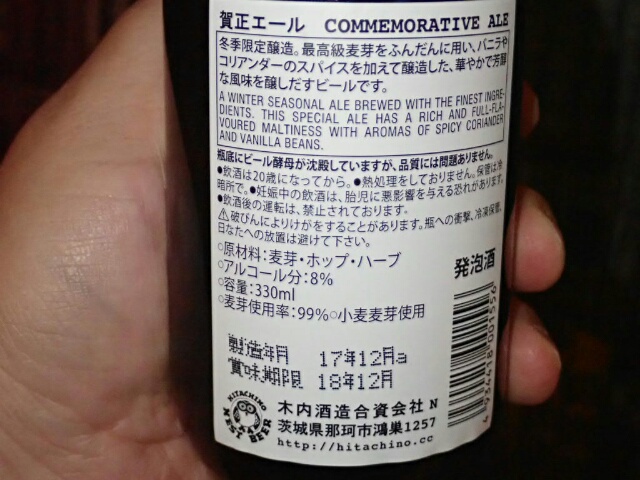 賀正エール COMMEMORATIVE ALE
冬季限定醸造。最高級麦芽をふんだんに用い、バニラや
コリアンダーのスパイスを加えて醸造した、華やかで芳醇
な風味を醸しだすビールです。
A WINTER SEASONAL ALE BREWED WITH THE FINEST INGRE-
DIENTS. THIS SPECIAL ALE HAS A RICH AND FULL-FLA-
VOURED MALTINESS WITH AROMAS OF SPICY CORIANDER
AND VANILLA BEANS.
瓶底にビール酵母が沈殿していますが、品質には問題ありません。
●飲酒は20歳になってから。●熱処理をしておりません。保管は冷
暗所で。●妊娠中の飲酒は、胎児に悪影響を与える恐れがあります。
●飲酒後の運転は、禁止されております。
⚠破びんによりけがをすることがあります。瓶への衝撃、冷凍保管、
日なたへの放置は避けて下さい。
○原材料：麦芽・ホップ・ハーブ
○アルコール分：8%
○容量：330ml
○麦芽使用率：99%○小麦麦芽使用
発泡酒
製造年月 17年12月a
賞味期限 18年12月
HITACHINO
NEST BEER
木内酒造合資会社 N
茨城県那珂市鴻巣1257
http://hitachino.cc